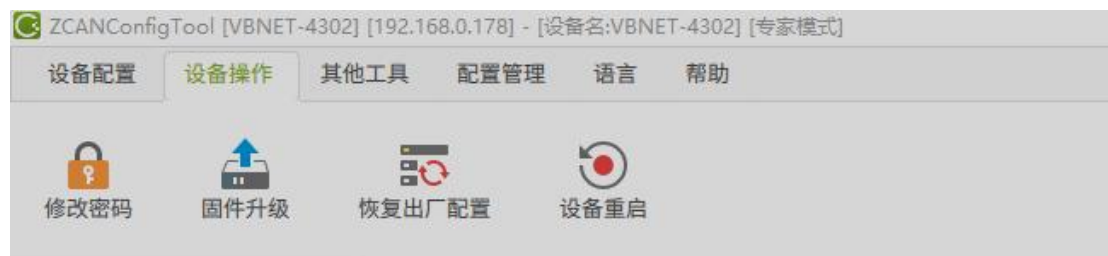 ZCANConfigTool [VBNET-4302] [192.168.0.178] - [设备名:VBNET-4302] [专家模式]
设备配置 设备操作 其他工具 配置管理 语言 帮助
修改密码 固件升级 恢复出厂配置 设备重启